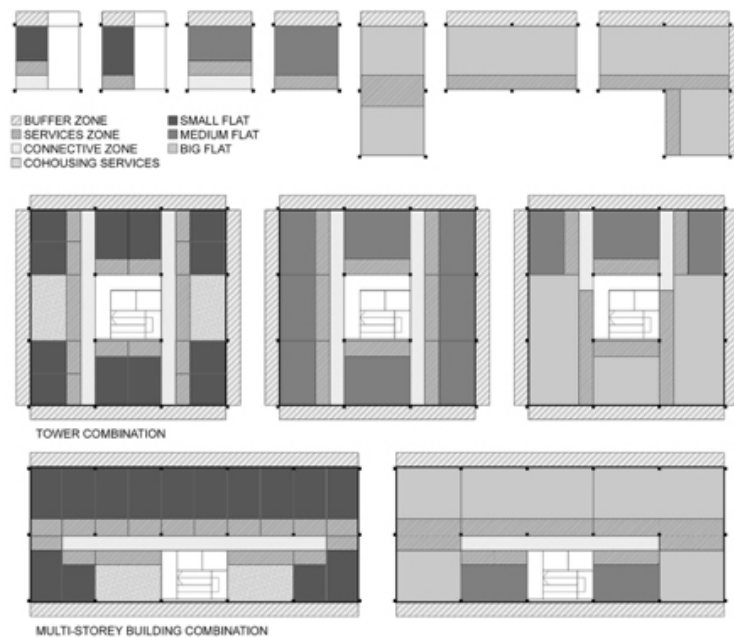 BUFFER ZONE
SERVICES ZONE
CONNECTIVE ZONE
COHOUSING SERVICES
SMALL FLAT
MEDIUM FLAT
BIG FLAT
TOWER COMBINATION
MULTI-STOREY BUILDING COMBINATION